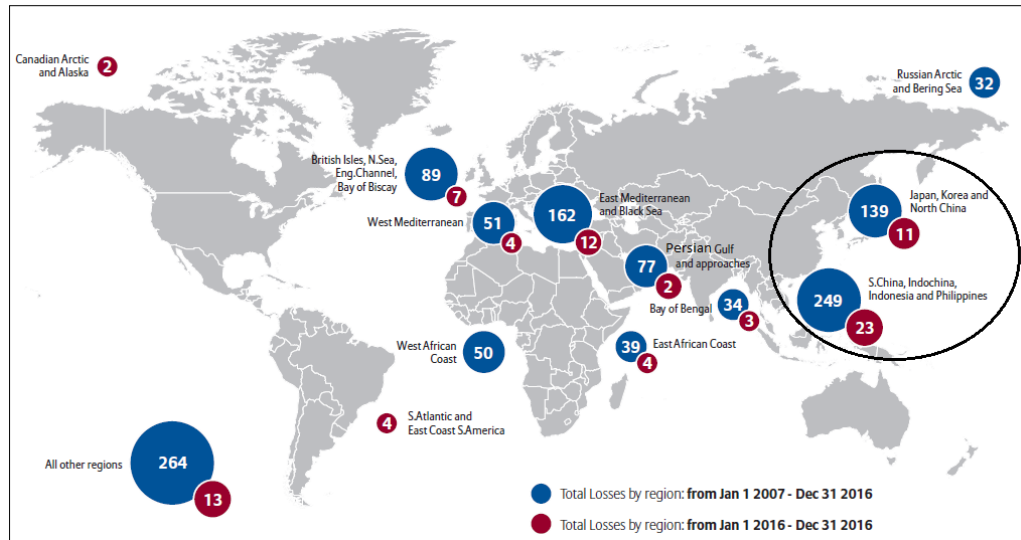 Canadian Arctic
and Alaska
2
Russian Arctic
and Bering Sea
32
British Isles, N.Sea,
Eng.Channel,
Bay of Biscay
89
7
West Mediterranean
51
4
162
12
East Mediterranean
and Black Sea
139
11
Japan, Korea and
North China
77
2
Persian Gulf
and approaches
Bay of Bengal
34
3
249
23
S.China, Indochina,
Indonesia and Philippines
West African
Coast
50
39
4
East African Coast
4
S.Atlantic and
East Coast S.America
All other regions
264
13
Total Losses by region: from Jan 1 2007 - Dec 31 2016
Total Losses by region: from Jan 1 2016 - Dec 31 2016